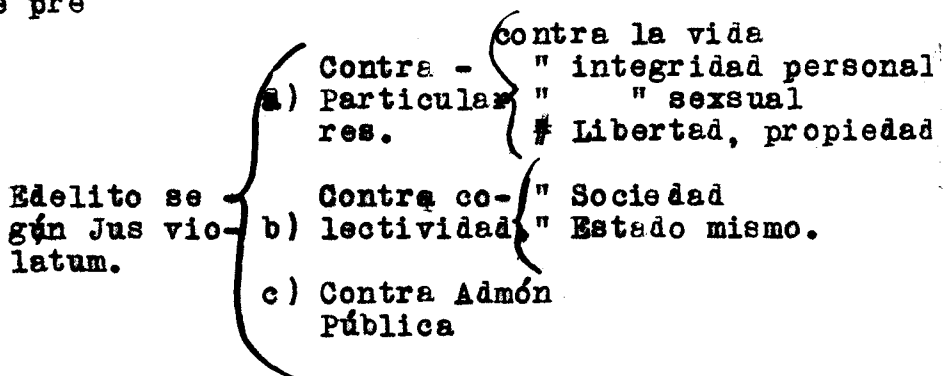 e pre
contra la vida
Contra - " integridad personal
a) Particular " " sexsual
res. # Libertad, propiedad
Edelito se Contra co- " Sociedad
gún Jus vio- b) lectividad " Estado mismo.
latum.
c) Contra Admón
Pública